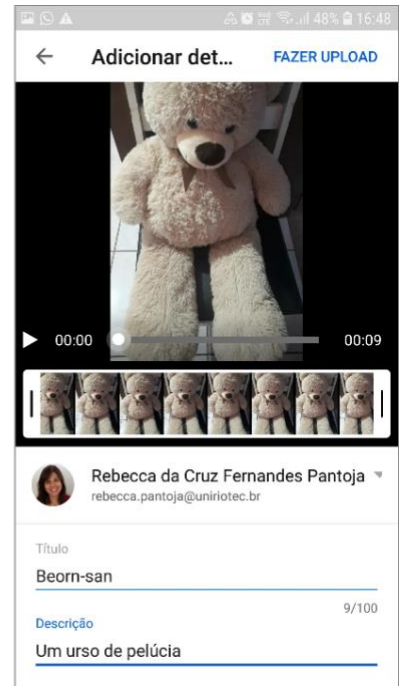 48% 16:48
Adicionar det... FAZER UPLOAD
00:00 00:09
Rebecca da Cruz Fernandes Pantoja
rebecca.pantoja@uniriotec.br
Título
Beorn-san
9/100
Descrição
Um urso de pelúcia